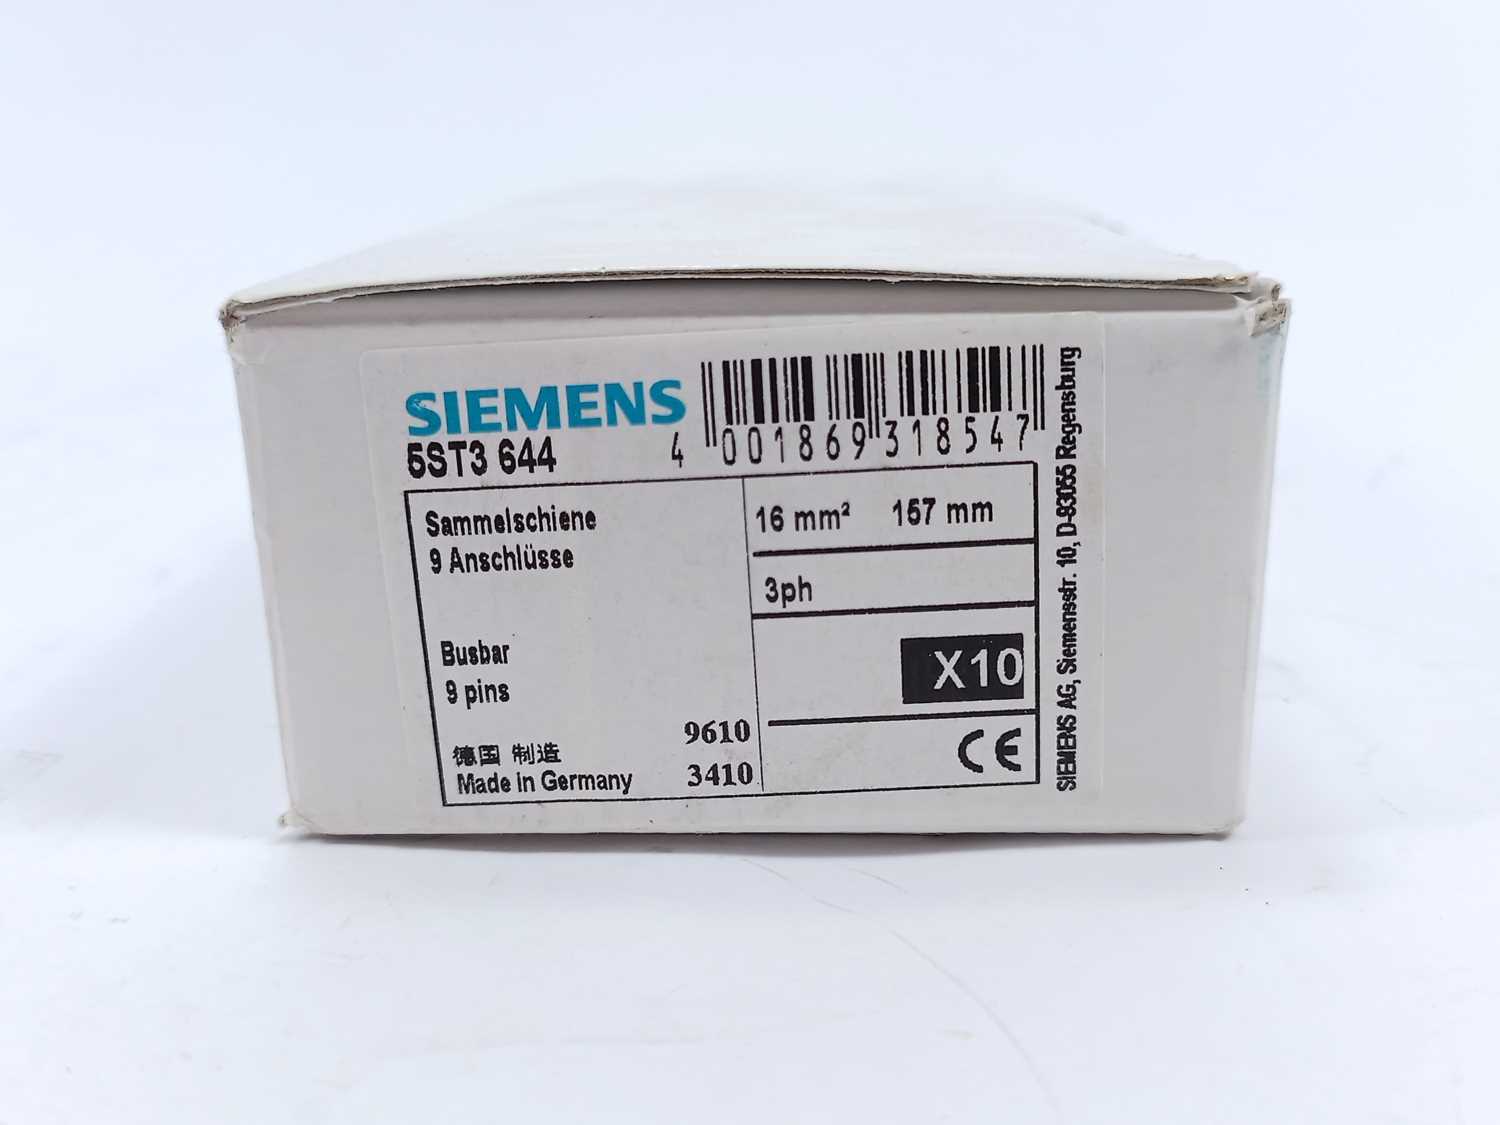 SIEMENS
5ST3 644
4 001869 318547
Sammelschiene
9 Anschlüsse
16 mm² 157 mm
3ph
Busbar
9 pins
X10
德国 制造
Made in Germany
9610
3410
CE
SIEMENS AG, Siemensstr. 10, D-93055 Regensburg